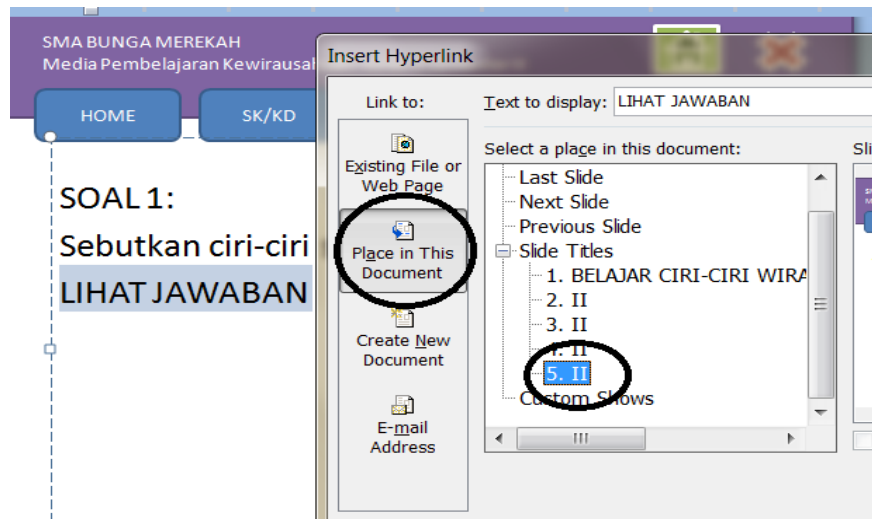 SMA BUNGA MEREKAH
Media Pembelajaran
HOME
SK/KD
SOAL 1:
Sebutkan ciri-ciri
LIHAT JAWABAN
Insert Hyperlink
Link to:
Text to display: LIHAT JAWABAN
Existing File or
Web Page
Place in This
Document
Create New
Document
E-mail
Address
Select a place in this document:
Last Slide
Next Slide
Previous Slide
Slide Titles
1. BELAJAR CIRI-CIRI
2. II
3. II
4. II
5. II
Custom Shows